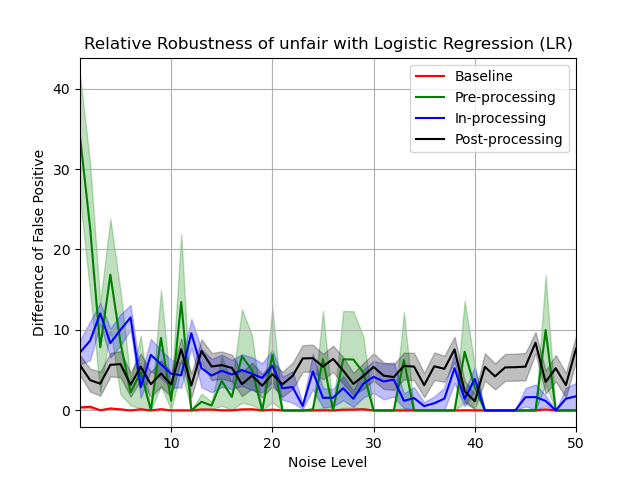 Relative Robustness of unfair with Logistic Regression (LR)
Difference of False Positive
40
30
20
10
0
Baseline
Pre-processing
In-processing
Post-processing
10 20 30 40 50
Noise Level